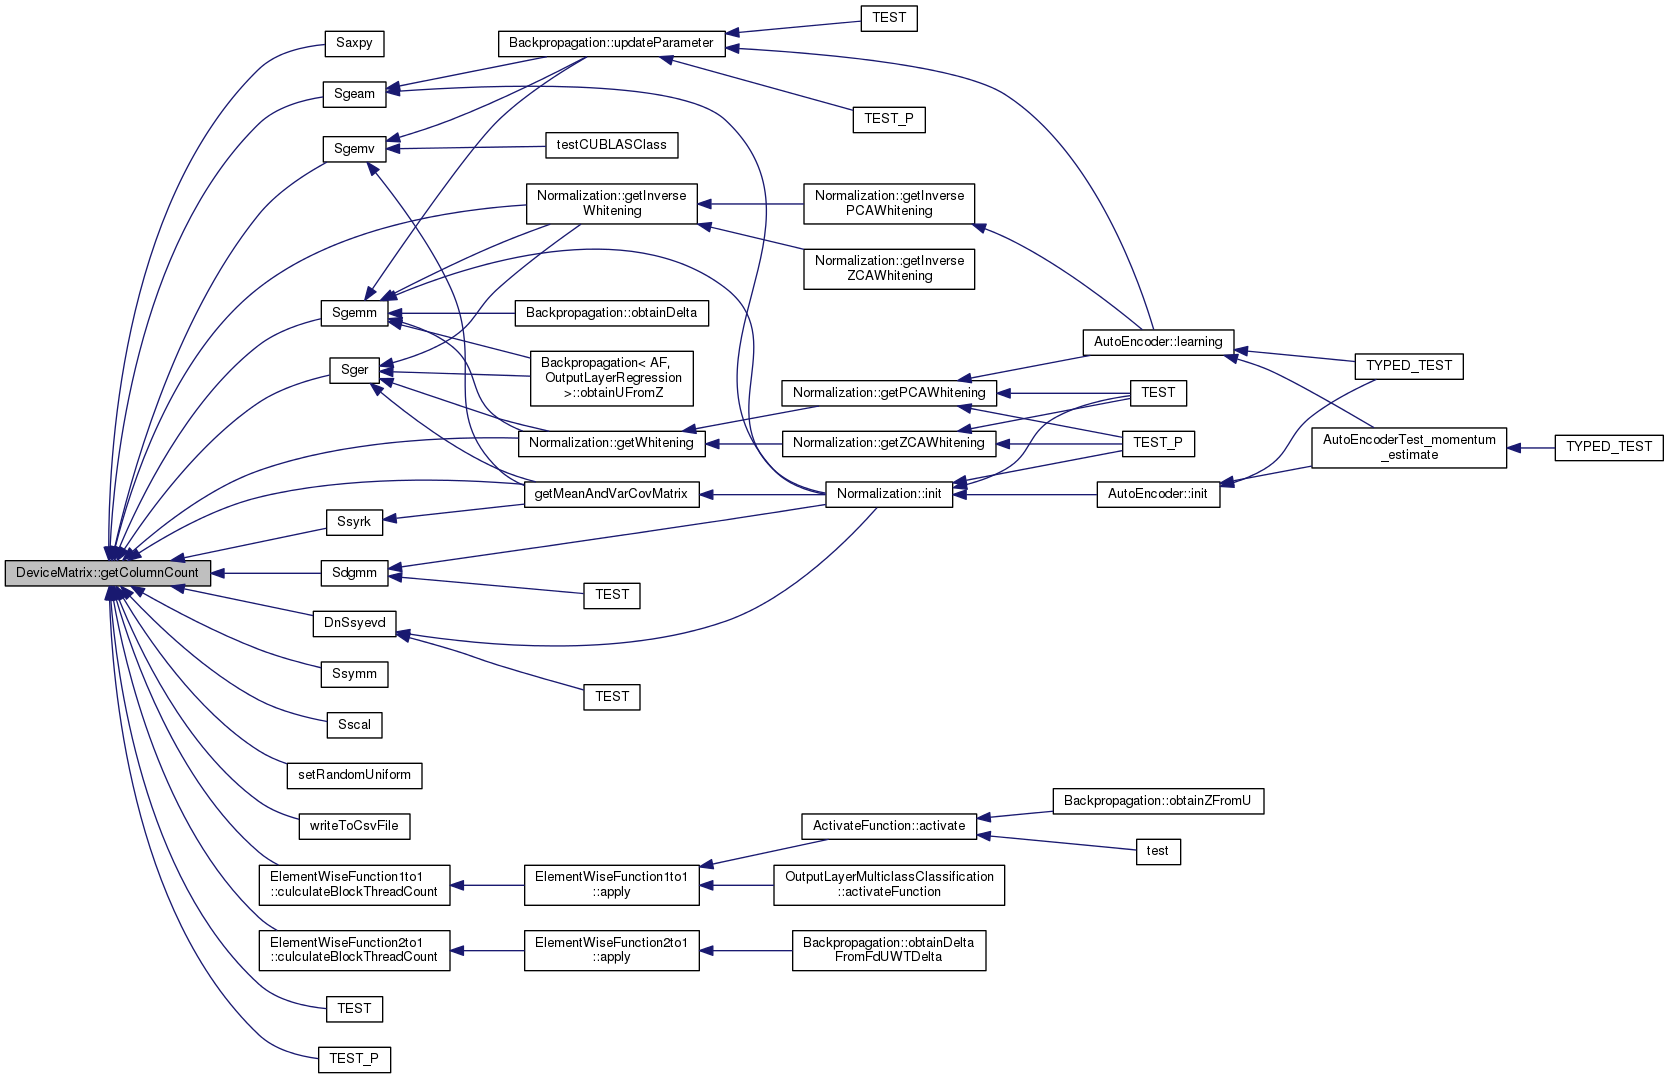 DeviceMatrix::getColumnCount
Saxpy
Sgeam
Sgemv
Sgemm
Sger
Ssyrk
Sdgmm
DnSsyevd
Ssymm
Sscal
setRandomUniform
writeToCsvFile
ElementWiseFunction1to1
::culculateBlockThreadCount
ElementWiseFunction2to1
::culculateBlockThreadCount
TEST
TEST_P
Backpropagation::updateParameter
testCUBLASClass
Normalization::getInverse
Whitening
Backpropagation::obtainDelta
Backpropagation< AF,
OutputLayerRegression
>::obtainUFromZ
Normalization::getWhitening
getMeanAndVarCovMatrix
TEST
TEST
ElementWiseFunction1to1
::apply
ElementWiseFunction2to1
::apply
TEST
TEST_P
Normalization::getInverse
PCAWhitening
Normalization::getInverse
ZCAWhitening
Normalization::getPCAWhitening
Normalization::getZCAWhitening
Normalization::init
ActivateFunction::activate
OutputLayerMulticlassClassification
::activateFunction
Backpropagation::obtainDelta
FromFdUWTDelta
AutoEncoder::learning
TEST
TEST_P
AutoEncoder::init
Backpropagation::obtainZFromU
test
TYPED_TEST
AutoEncoderTest_momentum
_estimate
TYPED_TEST